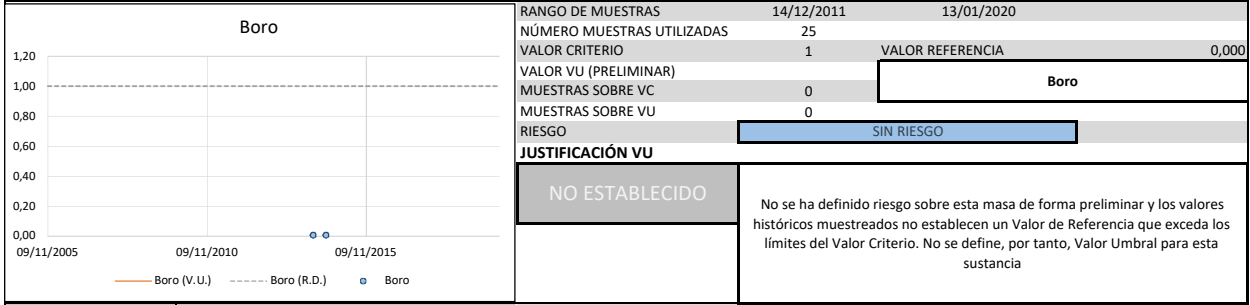 Boro
1,20
1,00
0,80
0,60
0,40
0,20
0,00
09/11/2005 09/11/2010 09/11/2015
Boro (V.U.) Boro (R.D.) Boro
RANGO DE MUESTRAS 14/12/2011 13/01/2020
NÚMERO MUESTRAS UTILIZADAS 25
VALOR CRITERIO 1 VALOR REFERENCIA 0,000
VALOR VU (PRELIMINAR)
Boro
MUESTRAS SOBRE VC 0
MUESTRAS SOBRE VU 0
RIESGO SIN RIESGO
JUSTIFICACIÓN VU
NO ESTABLECIDO
No se ha definido riesgo sobre esta masa de forma preliminar y los valores
históricos muestreados no establecen un Valor de Referencia que exceda los
límites del Valor Criterio. No se define, por tanto, Valor Umbral para esta
sustancia